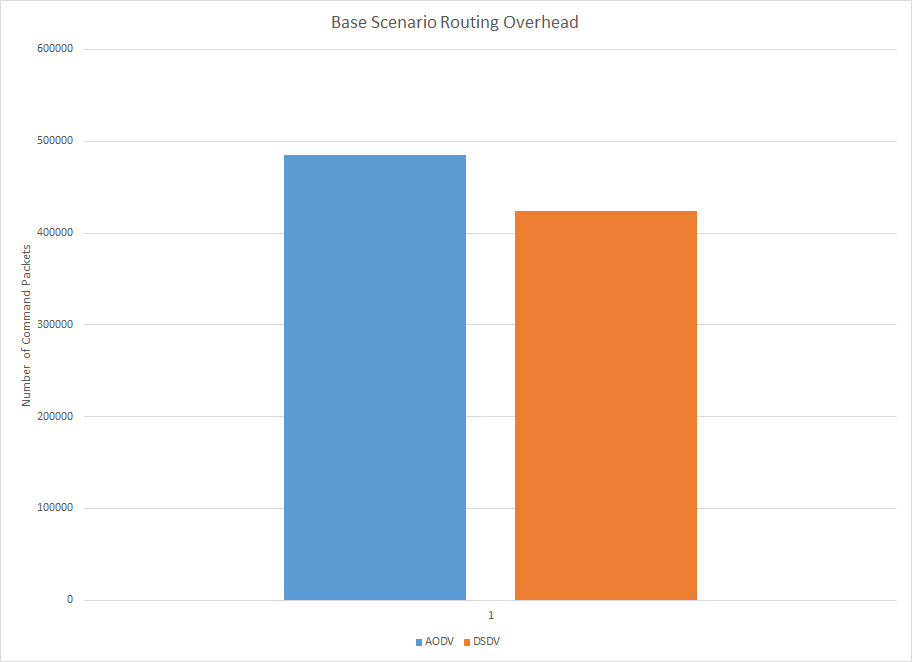 Base Scenario Routing Overhead
600000
500000
400000
300000
200000
100000
0
Number of Command Packets
1
AODV DSDV